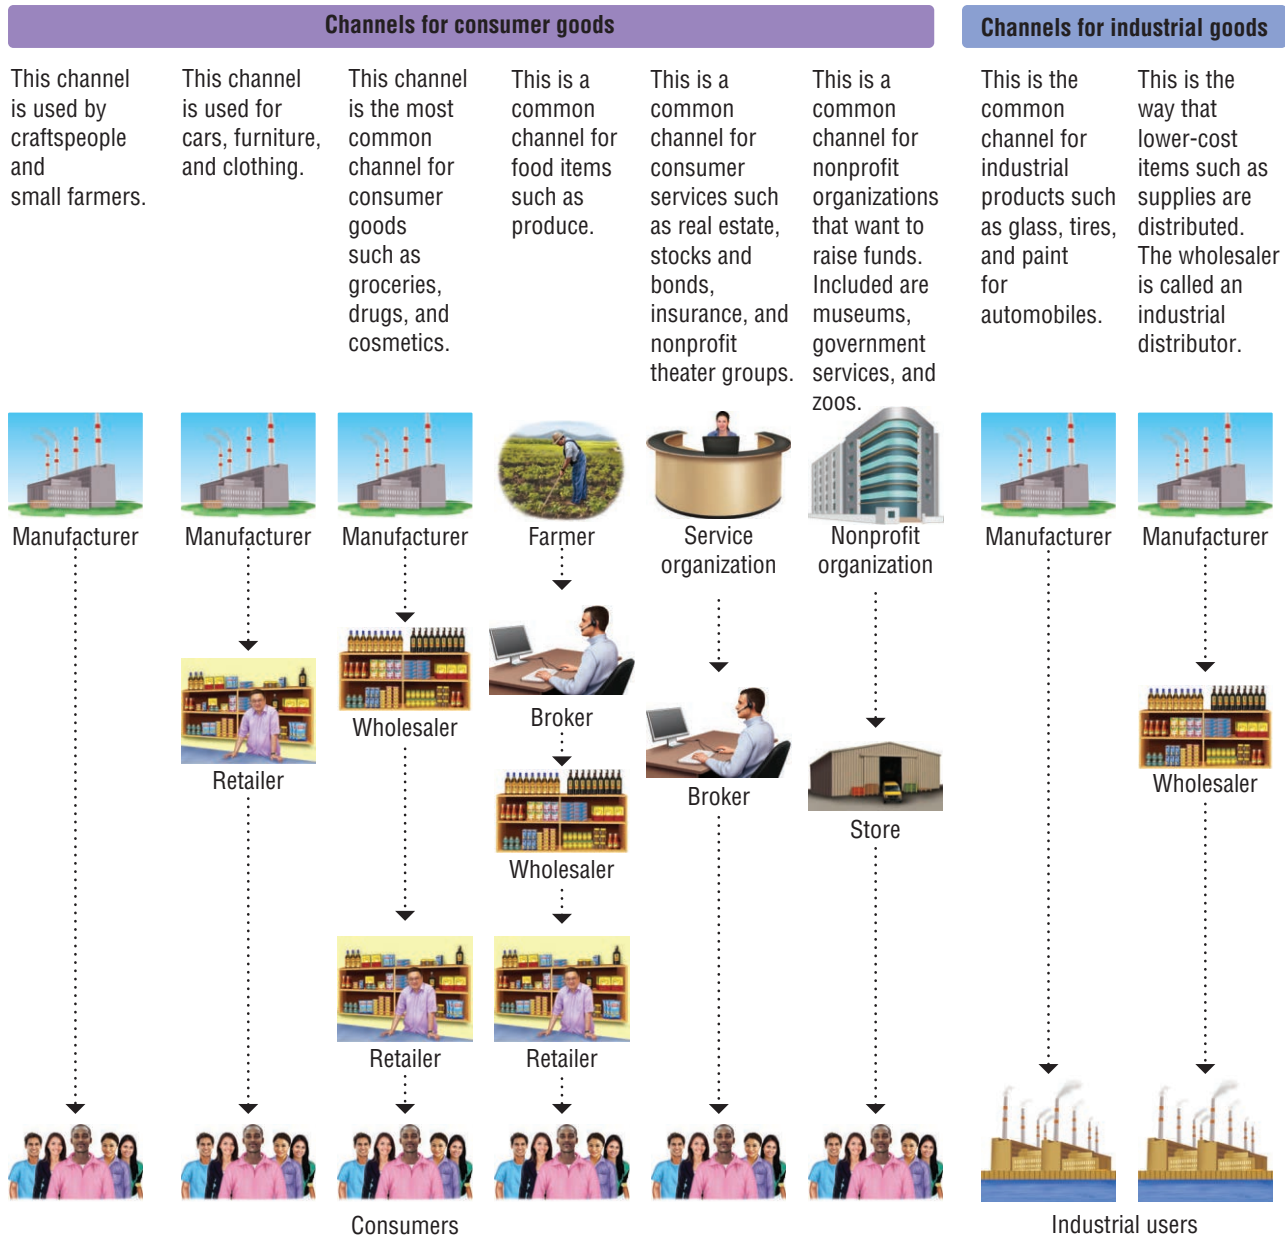 Channels for consumer goods
Channels for industrial goods
This channel
is used by
craftspeople
and
small farmers.
This channel
is used for
cars, furniture,
and clothing.
This channel
is the most
common
channel for
consumer
goods
such as
groceries,
drugs, and
cosmetics.
This is a
common
channel for
food items
such as
produce.
This is a
common
channel for
consumer
services such
as real estate,
stocks and
bonds,
insurance, and
nonprofit
theater groups.
This is a
common
channel for
nonprofit
organizations
that want to
raise funds.
Included are
museums,
government
services, and
zoos.
This is the
common
channel for
industrial
products such
as glass, tires,
and paint
for
automobiles.
This is the
way that
lower-cost
items such as
supplies are
distributed.
The wholesaler
is called an
industrial
distributor.
Manufacturer
Manufacturer
Manufacturer
Farmer
Service
organization
Nonprofit
organization
Manufacturer
Manufacturer
Retailer
Wholesaler
Broker
Wholesaler
Broker
Store
Wholesaler
Retailer
Retailer
Consumers
Industrial users